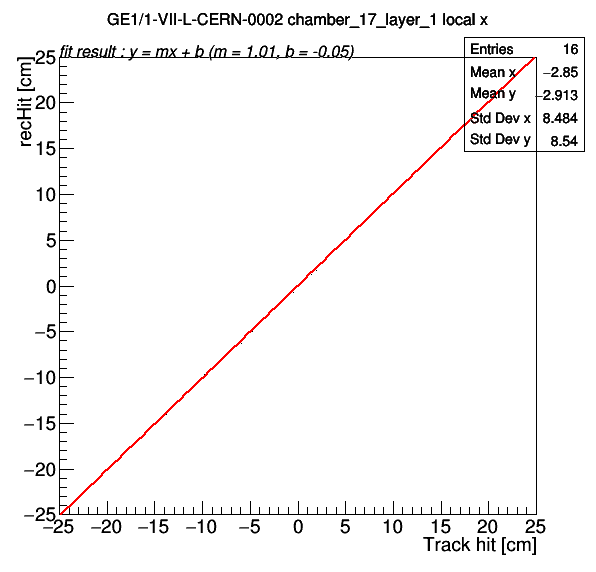 GE1/1-VII-L-CERN-0002 chamber_17_layer_1 local x
fit result : y = mx + b (m = 1.01, b = -0.05)
Entries 16
Mean x −2.85
Mean y −2.913
Std Dev x 8.484
Std Dev y 8.54
recHit [cm]
25
20
15
10
5
0
−5
−10
−15
−20
−25
−25 −20 −15 −10 −5 0 5 10 15 20 25
Track hit [cm]